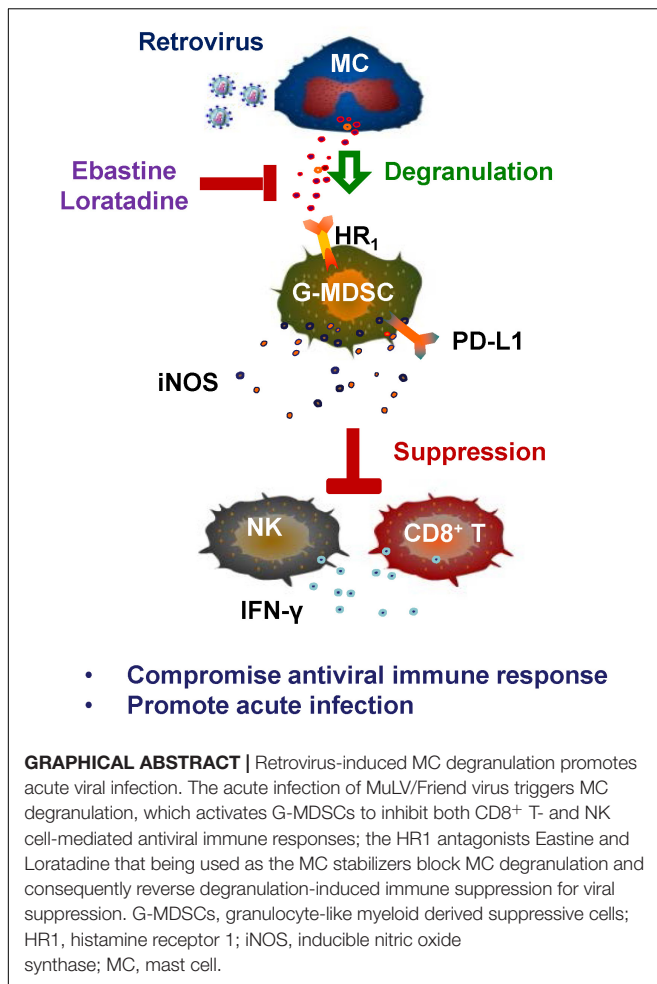 Retrovirus
MC
Ebastine
Loratadine
Degranulation
HR₁
G-MDSC
PD-L1
iNOS
Suppression
NK
CD8⁺ T
IFN-γ
• Compromise antiviral immune response
• Promote acute infection
GRAPHICAL ABSTRACT | Retrovirus-induced MC degranulation promotes
acute viral infection. The acute infection of MuLV/Friend virus triggers MC
degranulation, which activates G-MDSCs to inhibit both CD8⁺ T- and NK
cell-mediated antiviral immune responses; the HR1 antagonists Eastine and
Loratadine that being used as the MC stabilizers block MC degranulation and
consequently reverse degranulation-induced immune suppression for viral
suppression. G-MDSCs, granulocyte-like myeloid derived suppressive cells;
HR1, histamine receptor 1; iNOS, inducible nitric oxide
synthase; MC, mast cell.